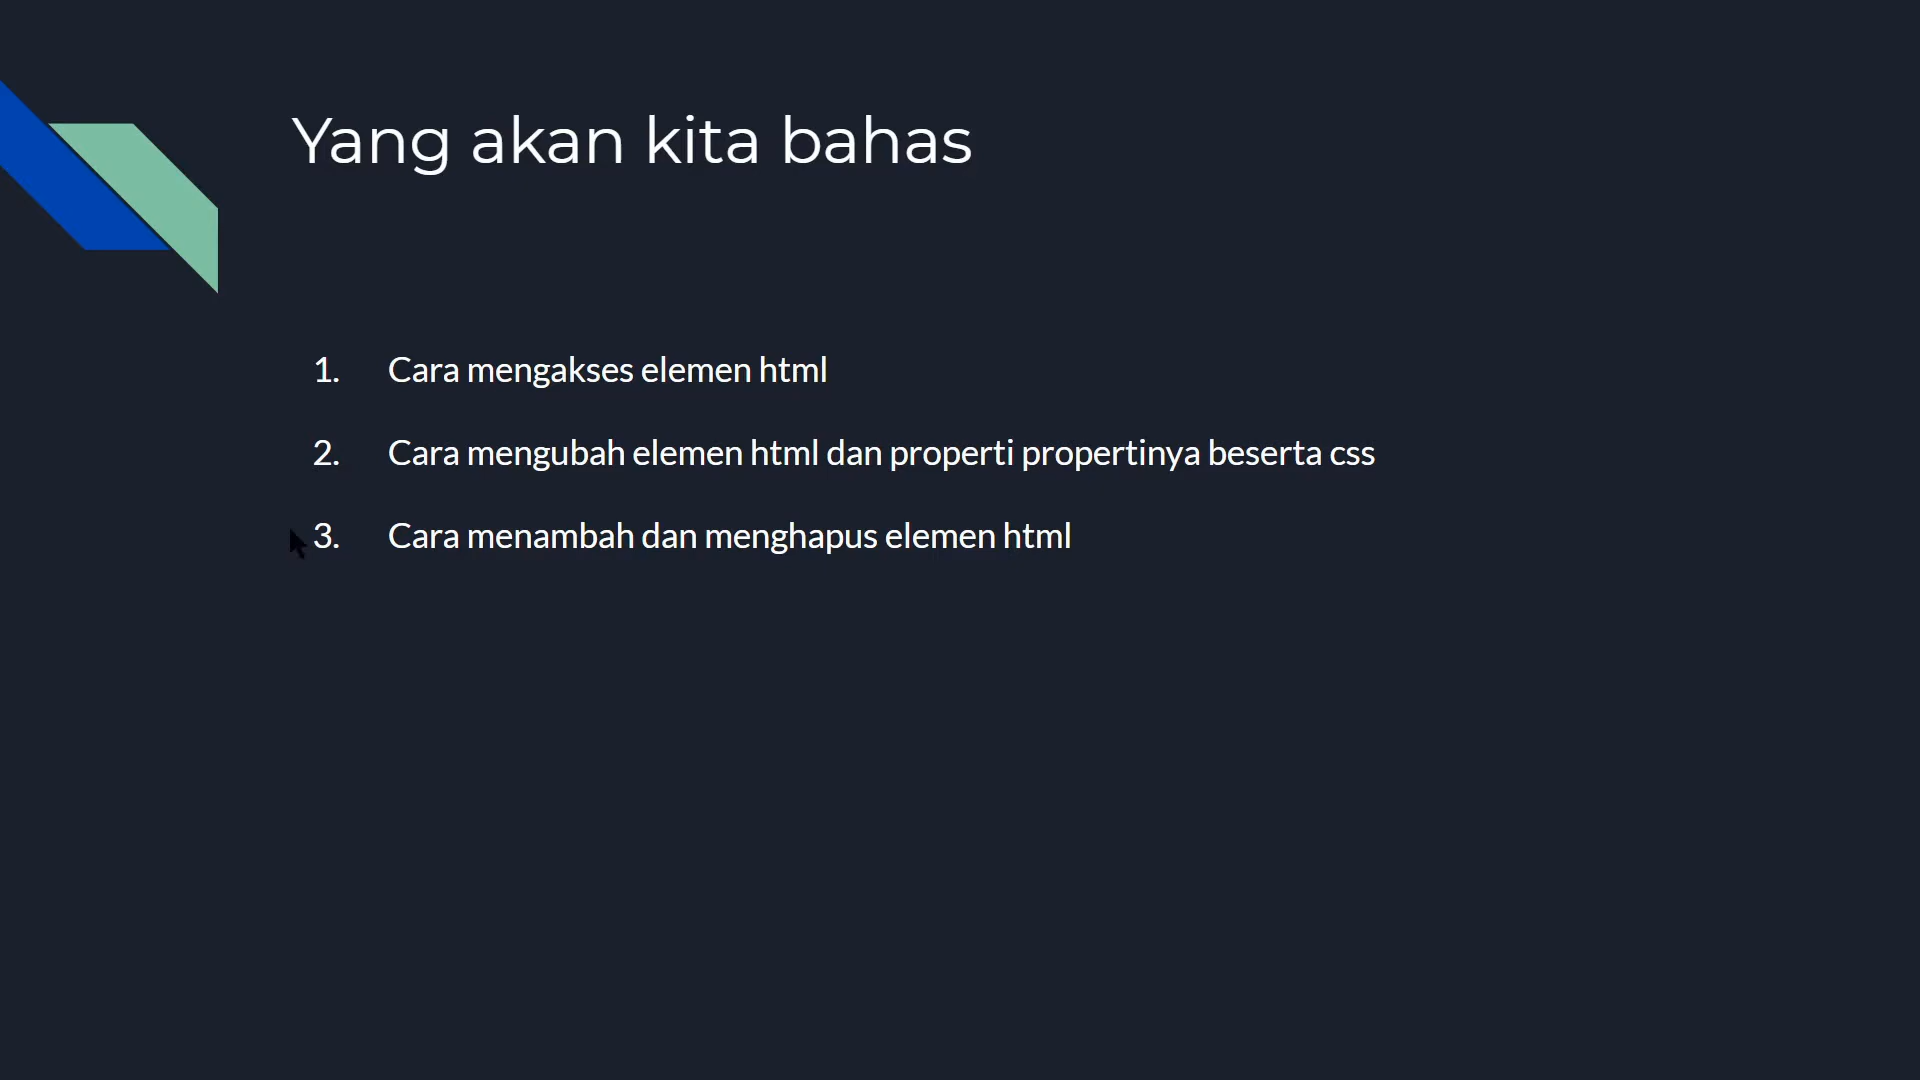 Yang akan kita bahas
1. Cara mengakses elemen html
2. Cara mengubah elemen html dan properti propertinya beserta css
3. Cara menambah dan menghapus elemen html